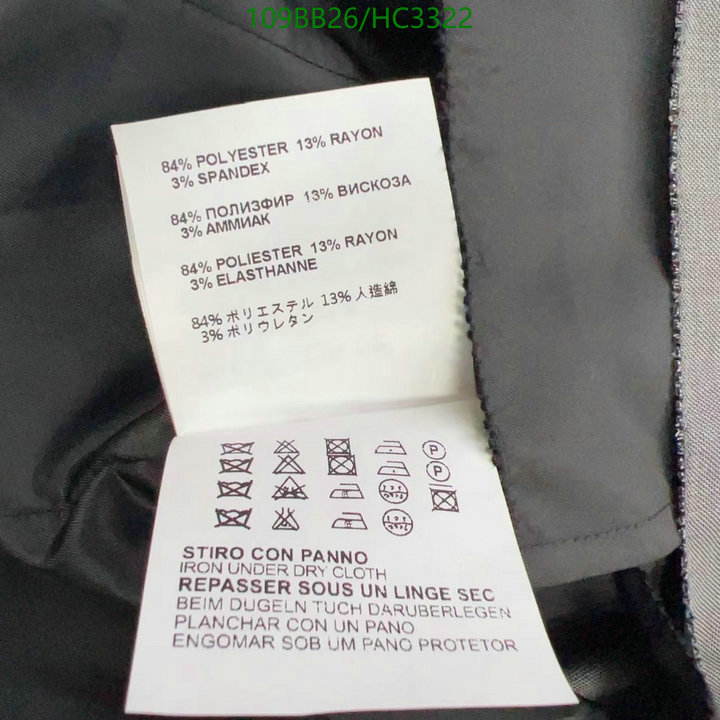 109BB26/HC3322
84% POLYESTER 13% RAYON
3% SPANDEX
84% ПОЛИЗФИР 13% ВИСКОЗА
3% АММИАК
84% POLIESTER 13% RAYON
3% ELASTHANNE
84% ポリエステル 13% 人造綿
3% ポリウレタン
P
P
STIRO CON PANNO
IRON UNDER DRY CLOTH
REPASSER SOUS UN LINGE SEC
BEIM DUGELN TUCH DARUBERLEGEN
PLANCHAR CON UN PANO
ENGOMAR SOB UM PANO PROTETOR